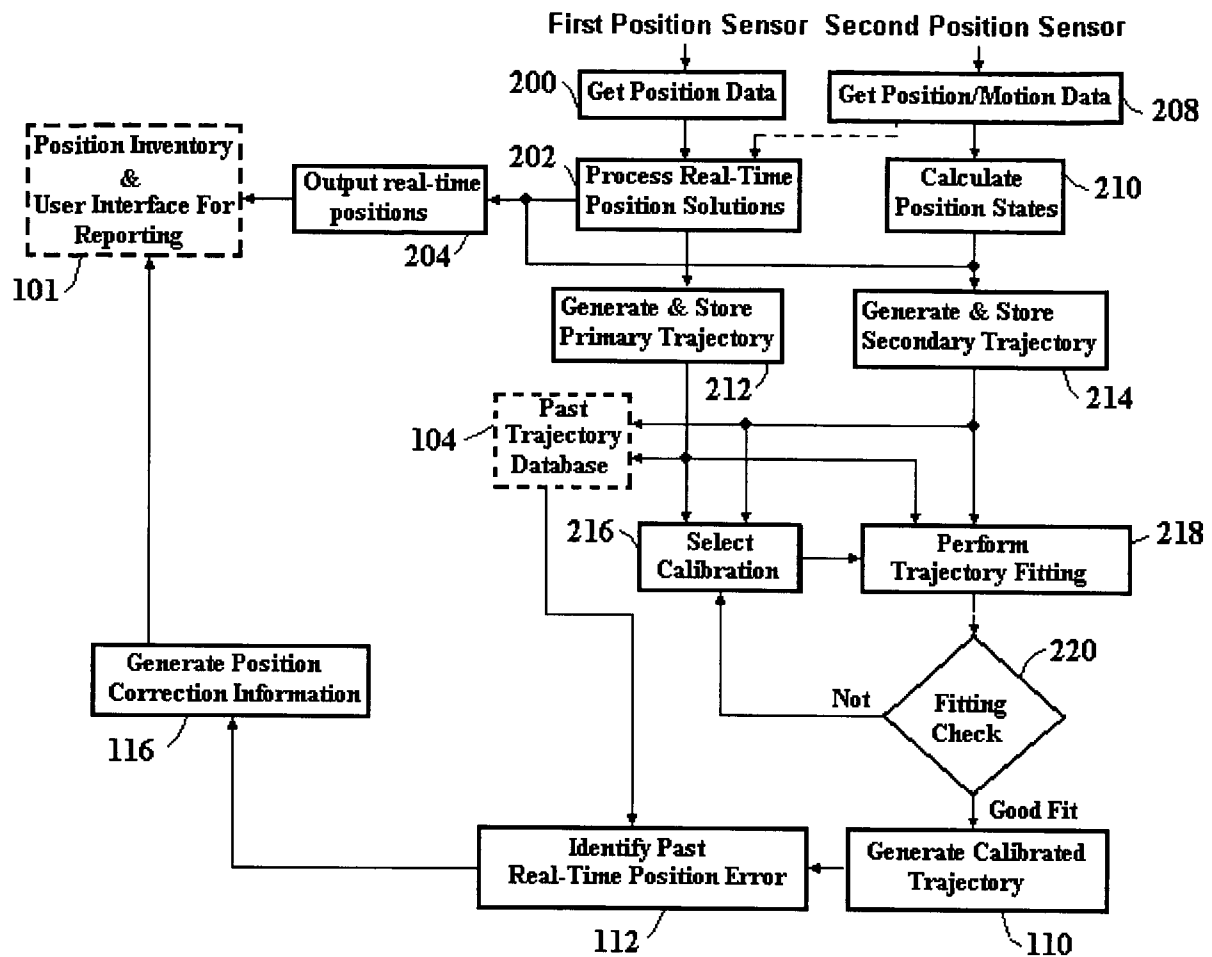 First Position Sensor
Second Position Sensor
200
Get Position Data
Get Position/Motion Data
208
Position Inventory
&
User Interface For
Reporting
101
Output real-time
positions
204
202
Process Real-Time
Position Solutions
Calculate
Position States
210
Generate & Store
Primary Trajectory
212
Generate & Store
Secondary Trajectory
214
104
Past
Trajectory
Database
216
Select
Calibration
Perform
Trajectory Fitting
218
220
Fitting
Check
Not
Good Fit
Generate Position
Correction Information
116
Identify Past
Real-Time Position Error
112
Generate Calibrated
Trajectory
110